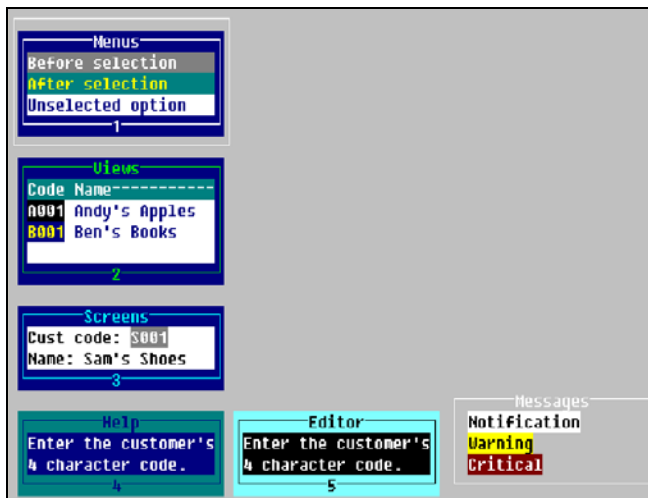 Menus
Before selection
After selection
Unselected option
1
Views
Code Name-----------
A001 Andy's Apples
B001 Ben's Books
2
Screens
Cust code: S001
Name: Sam's Shoes
3
Help
Enter the customer's
4 character code.
4
Editor
Enter the customer's
4 character code.
5
Messages
Notification
Warning
Critical